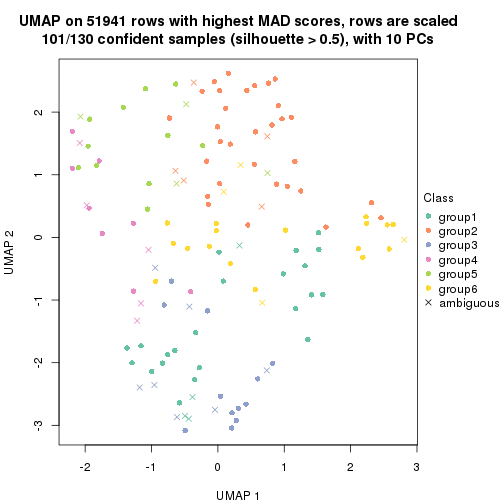 UMAP on 51941 rows with highest MAD scores, rows are scaled
101/130 confident samples (silhouette > 0.5), with 10 PCs
UMAP 2
2
1
0
-1
-2
-3
-2
-1
0
1
2
3
UMAP 1
Class
group1
group2
group3
group4
group5
group6
ambiguous